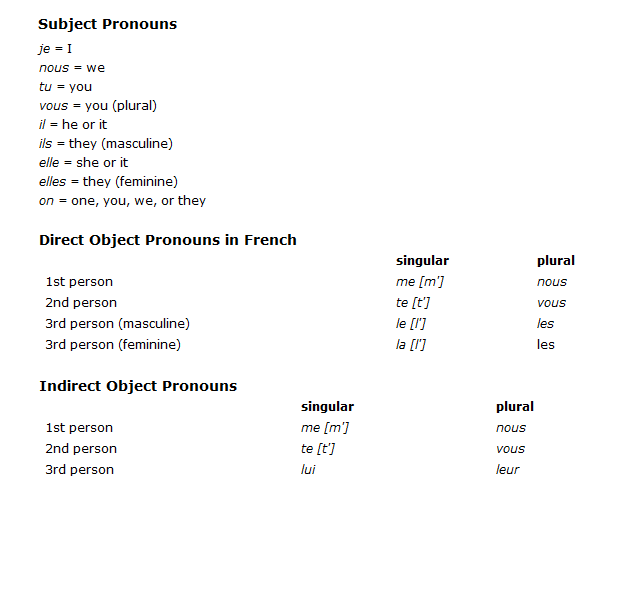 Subject Pronouns
je = I
nous = we
tu = you
vous = you (plural)
il = he or it
ils = they (masculine)
elle = she or it
elles = they (feminine)
on = one, you, we, or they
Direct Object Pronouns in French
singular plural
1st person me [m'] nous
2nd person te [t'] vous
3rd person (masculine) le [l'] les
3rd person (feminine) la [l'] les
Indirect Object Pronouns
singular plural
1st person me [m'] nous
2nd person te [t'] vous
3rd person lui leur